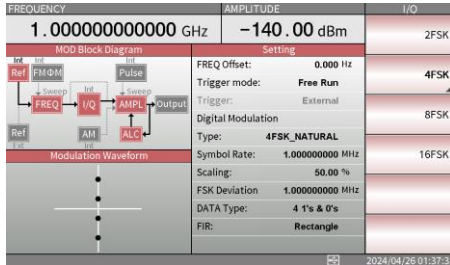 FREQUENCY
AMPLITUDE
I/Q
1.000000000000 GHz
-140.00 dBm
MOD Block Diagram
Setting
Int
Int
Int
Ref
FMΦM
Pulse
Sweep
Int
Sweep
FREQ
I/Q
AMPL
Output
Ref
AM
ALC
Ext
Int
Modulation Waveform
FREQ Offset: 0.000 Hz
Trigger mode: Free Run
Trigger: External
Digital Modulation
Type: 4FSK_NATURAL
Symbol Rate: 1.000000000 MHz
Scaling: 50.00 %
FSK Deviation 1.000000000 MHz
DATA Type: 4 1's & 0's
FIR: Rectangle
2FSK
4FSK
8FSK
16FSK
2024/04/26 01:37:3